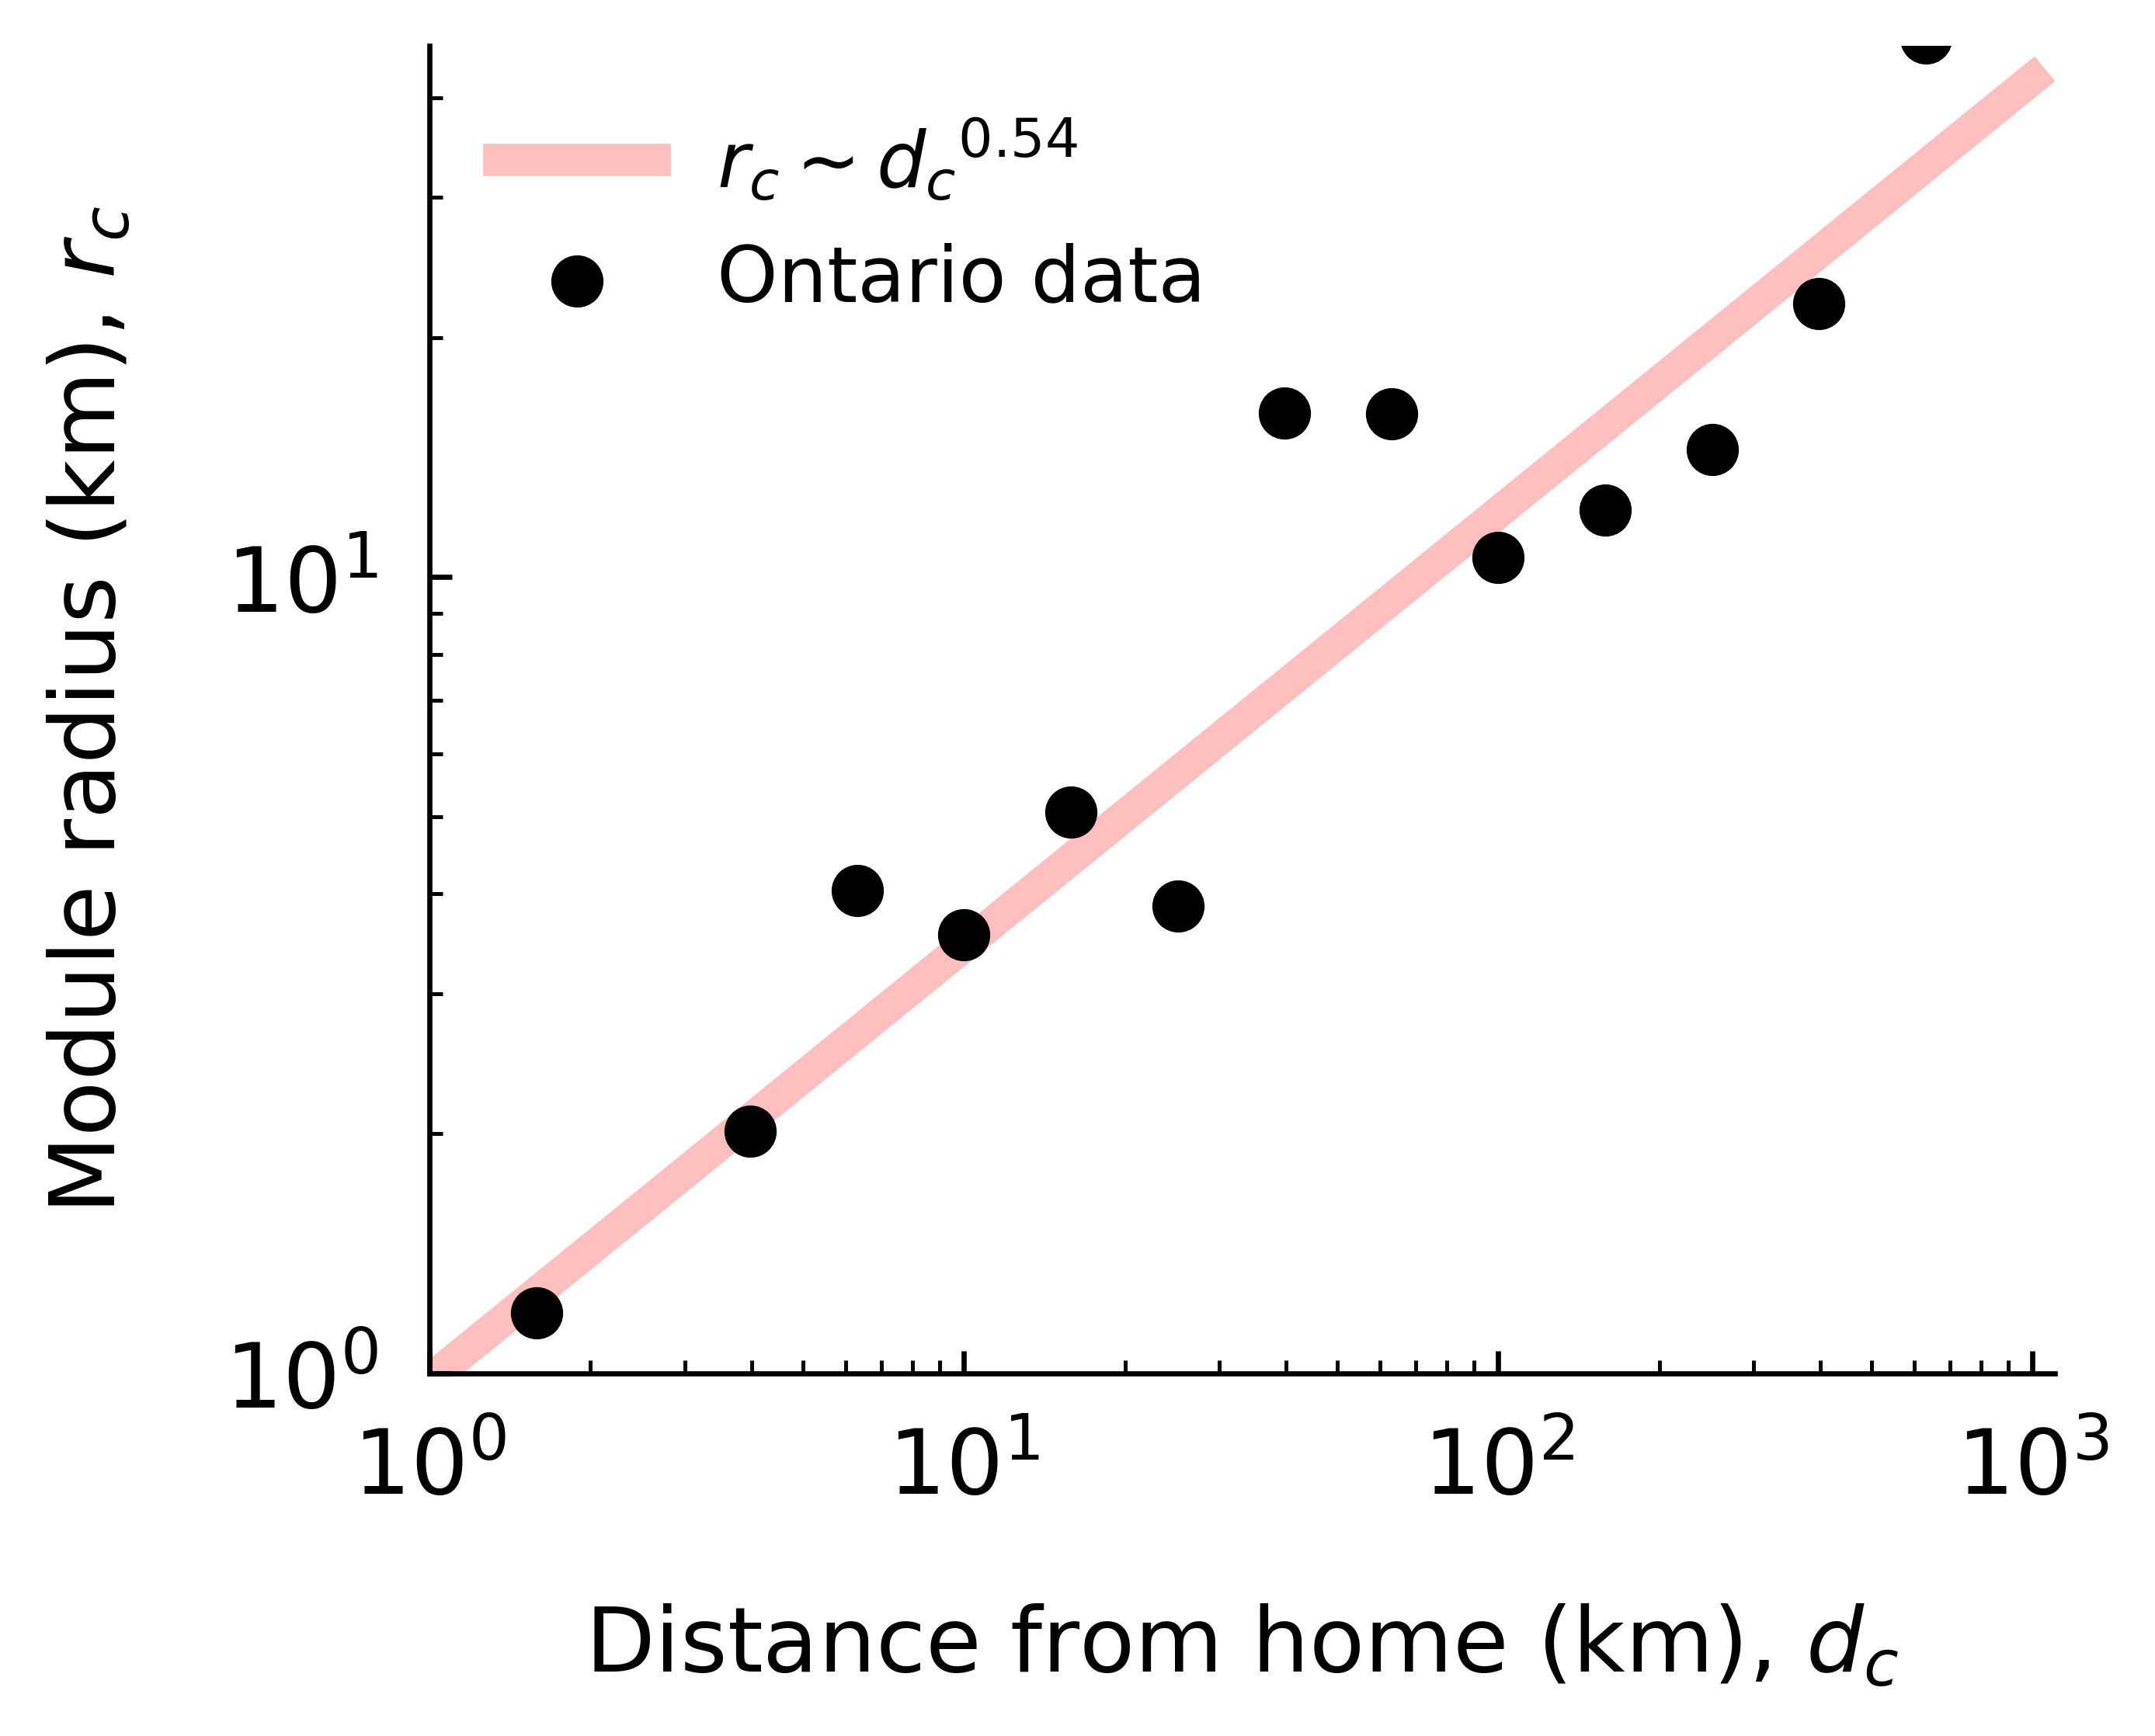 r_c ~ d_c^0.54
Ontario data
Module radius (km), r_c
10^1
10^0
10^0 10^1 10^2 10^3
Distance from home (km), d_c